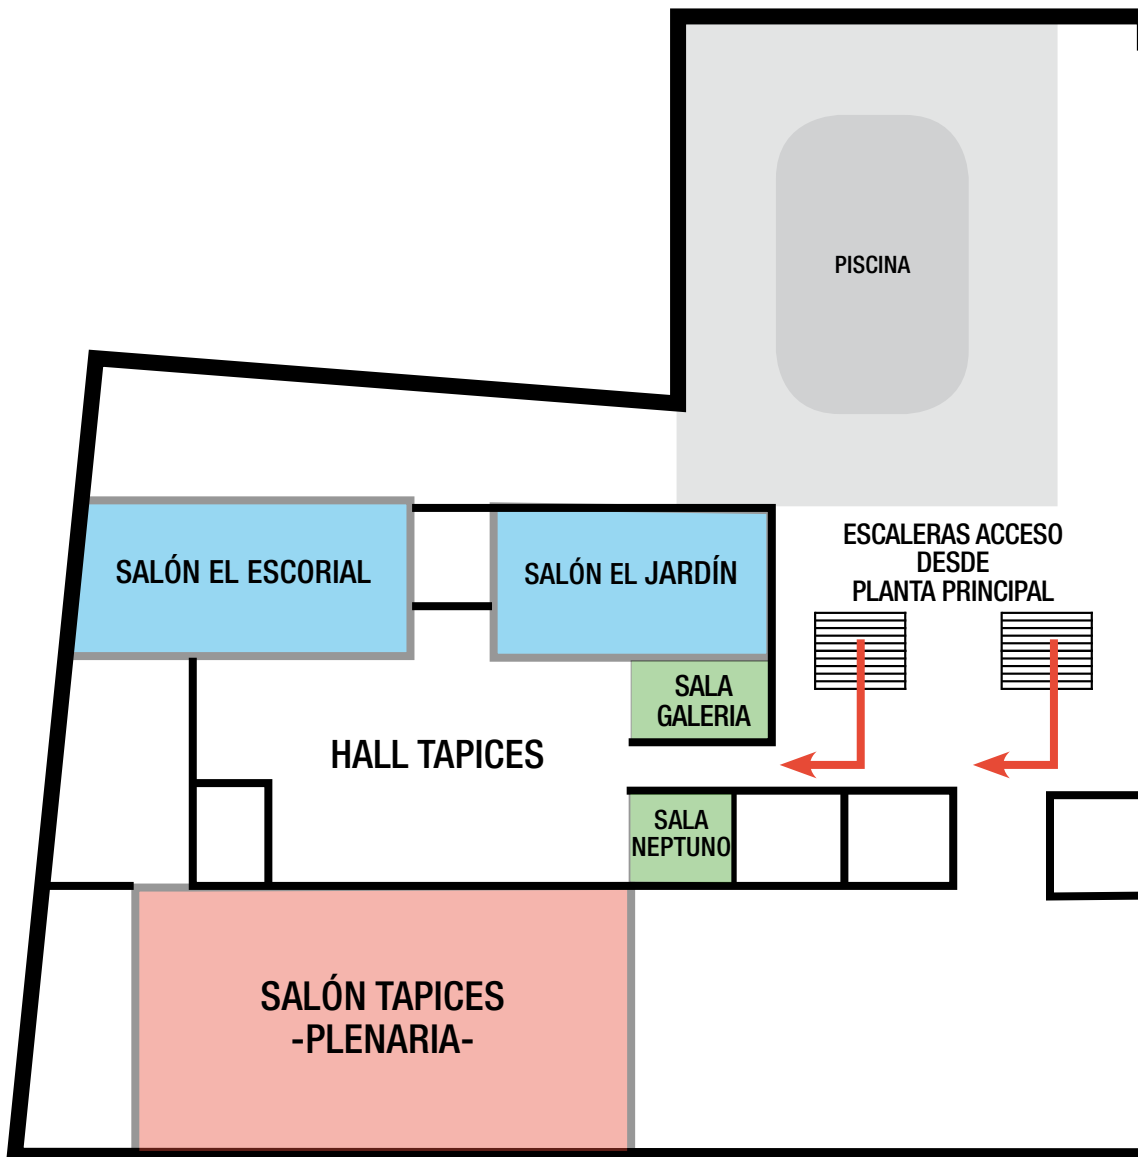 PISCINA
ESCALERAS ACCESO
DESDE
PLANTA PRINCIPAL
SALÓN EL ESCORIAL
SALÓN EL JARDÍN
SALA
GALERIA
HALL TAPICES
SALA
NEPTUNO
SALÓN TAPICES
-PLENARIA-